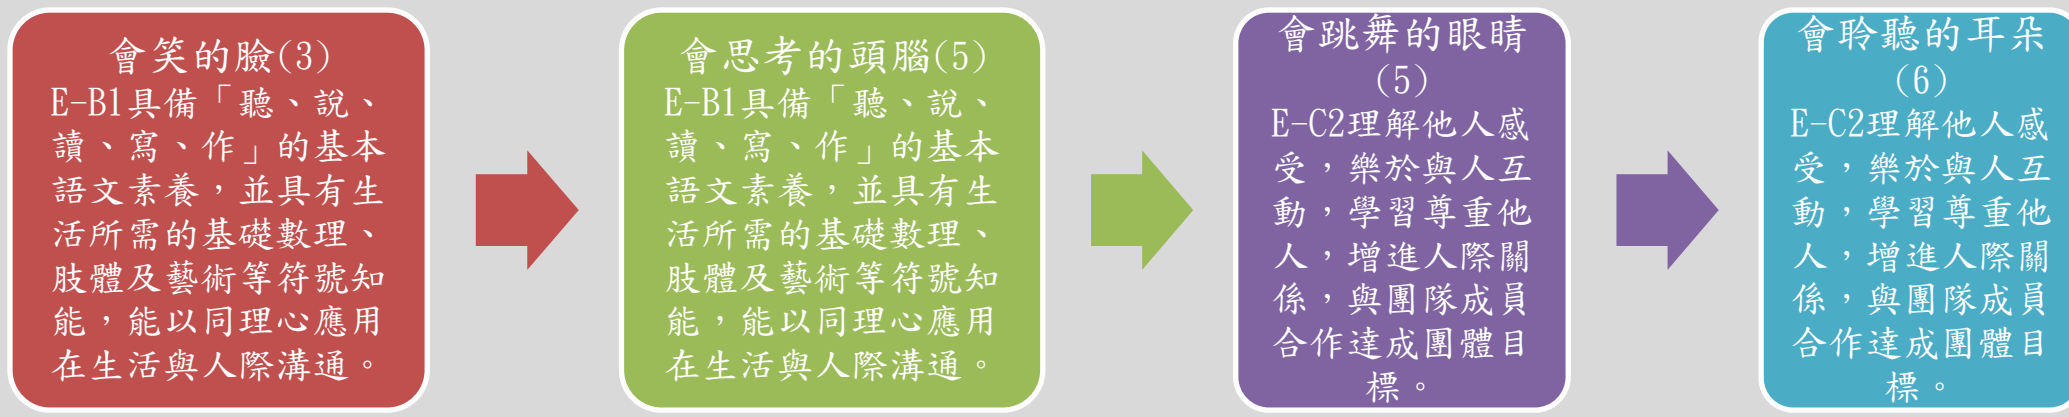 會笑的臉(3)
E-B1具備「聽、說、
讀、寫、作」的基本
語文素養，並具有生
活所需的基礎數理、
肢體及藝術等符號知
能，能以同理心應用
在生活與人際溝通。
會思考的頭腦(5)
E-B1具備「聽、說、
讀、寫、作」的基本
語文素養，並具有生
活所需的基礎數理、
肢體及藝術等符號知
能，能以同理心應用
在生活與人際溝通。
會跳舞的眼睛
(5)
E-C2理解他人感
受，樂於與人互
動，學習尊重他
人，增進人際關
係，與團隊成員
合作達成團體目
標。
會聆聽的耳朵
(6)
E-C2理解他人感
受，樂於與人互
動，學習尊重他
人，增進人際關
係，與團隊成員
合作達成團體目
標。